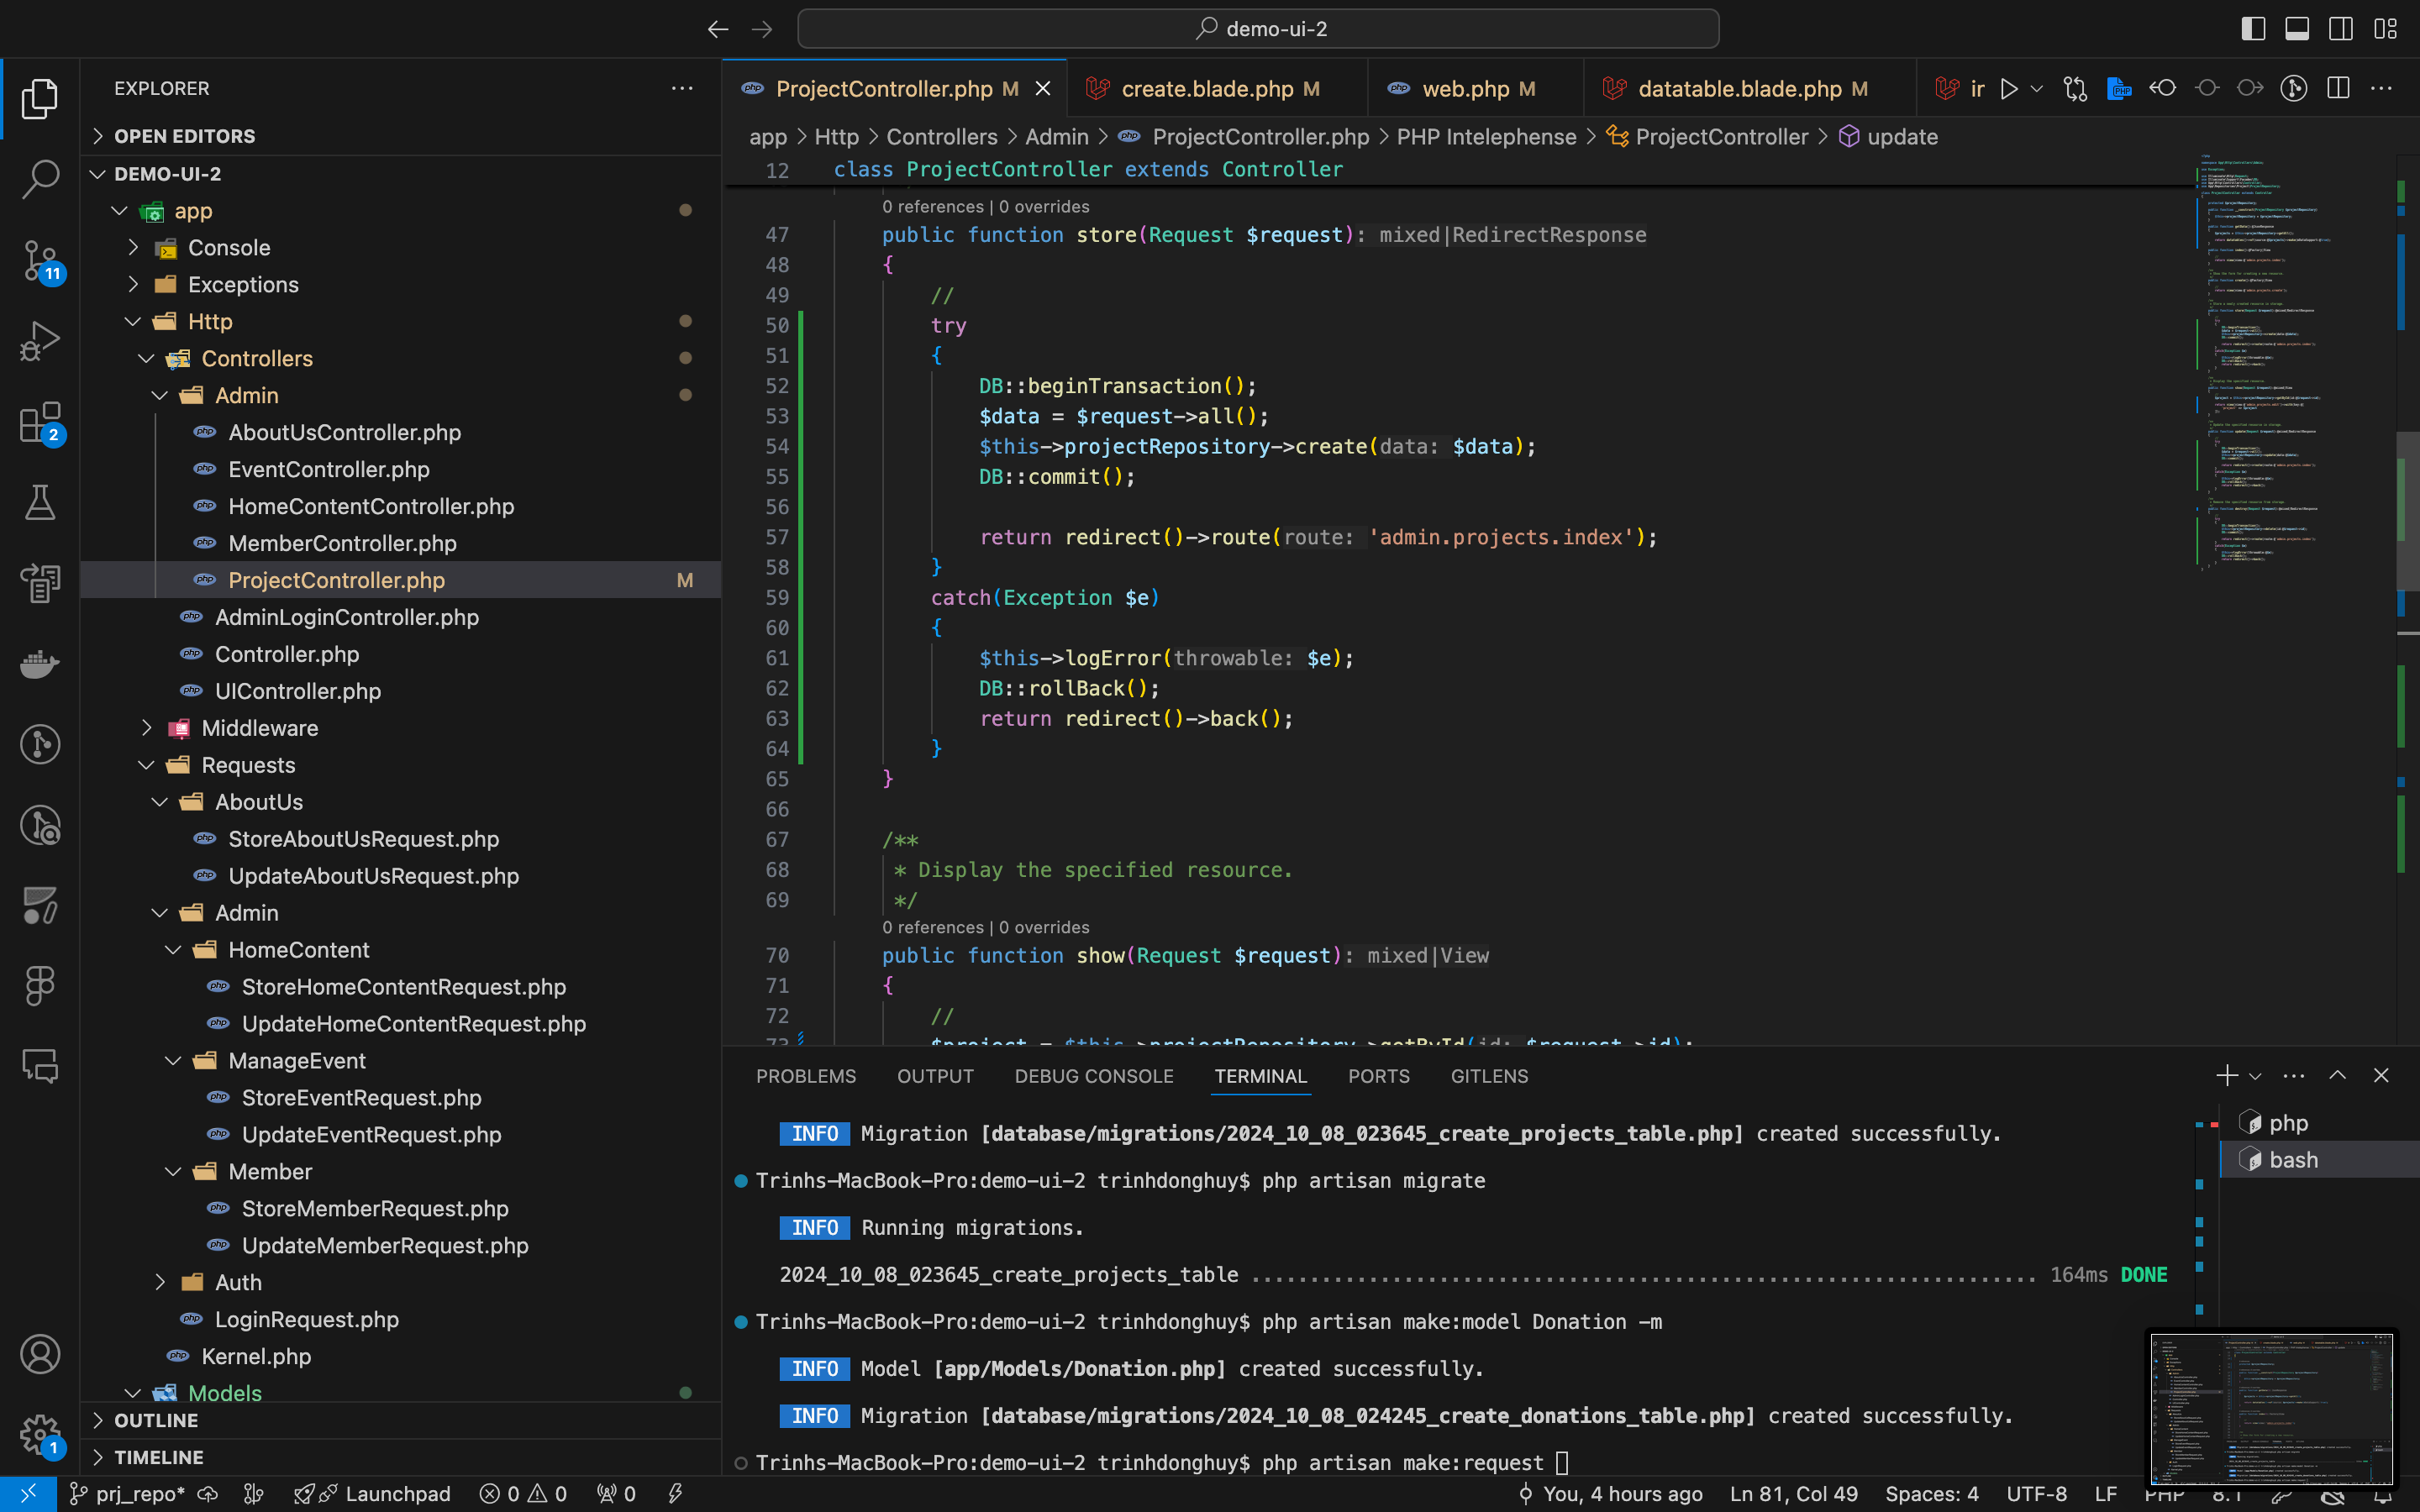 demo-ui-2
EXPLORER
OPEN EDITORS
DEMO-UI-2
app
Console
Exceptions
Http
Controllers
Admin
AboutUsController.php
EventController.php
HomeContentController.php
MemberController.php
ProjectController.php M
AdminLoginController.php
Controller.php
UIController.php
Middleware
Requests
AboutUs
StoreAboutUsRequest.php
UpdateAboutUsRequest.php
Admin
HomeContent
StoreHomeContentRequest.php
UpdateHomeContentRequest.php
ManageEvent
StoreEventRequest.php
UpdateEventRequest.php
Member
StoreMemberRequest.php
UpdateMemberRequest.php
Auth
LoginRequest.php
Kernel.php
Models
OUTLINE
TIMELINE
11
2
1
ProjectController.php M
create.blade.php M
web.php M
datatable.blade.php M
app > Http > Controllers > Admin > ProjectController.php > PHP Intelephense > ProjectController > update
12 class ProjectController extends Controller
0 references | 0 overrides
47 public function store(Request $request): mixed|RedirectResponse
48 {
49 //
50 try
51 {
52 DB::beginTransaction();
53 $data = $request->all();
54 $this->projectRepository->create(data: $data);
55 DB::commit();
56
57 return redirect()->route(route: 'admin.projects.index');
58 }
59 catch(Exception $e)
60 {
61 $this->logError(throwable: $e);
62 DB::rollBack();
63 return redirect()->back();
64 }
65 }
66
67 /**
68 * Display the specified resource.
69 */
0 references | 0 overrides
70 public function show(Request $request): mixed|View
71 {
72 //
73 $project = $this->projectRepository->getById(id: $request->id);
PROBLEMS OUTPUT DEBUG CONSOLE TERMINAL PORTS GITLENS
INFO Migration [database/migrations/2024_10_08_023645_create_projects_table.php] created successfully.
Trinhs-MacBook-Pro:demo-ui-2 trinhdonghuy$ php artisan migrate
INFO Running migrations.
2024_10_08_023645_create_projects_table ................................................................. 164ms DONE
Trinhs-MacBook-Pro:demo-ui-2 trinhdonghuy$ php artisan make:model Donation -m
INFO Model [app/Models/Donation.php] created successfully.
INFO Migration [database/migrations/2024_10_08_024245_create_donations_table.php] created successfully.
Trinhs-MacBook-Pro:demo-ui-2 trinhdonghuy$ php artisan make:request
php
bash
prj_repo* Launchpad 0 0 0 You, 4 hours ago Ln 81, Col 49 Spaces: 4 UTF-8 LF PHP 8.1